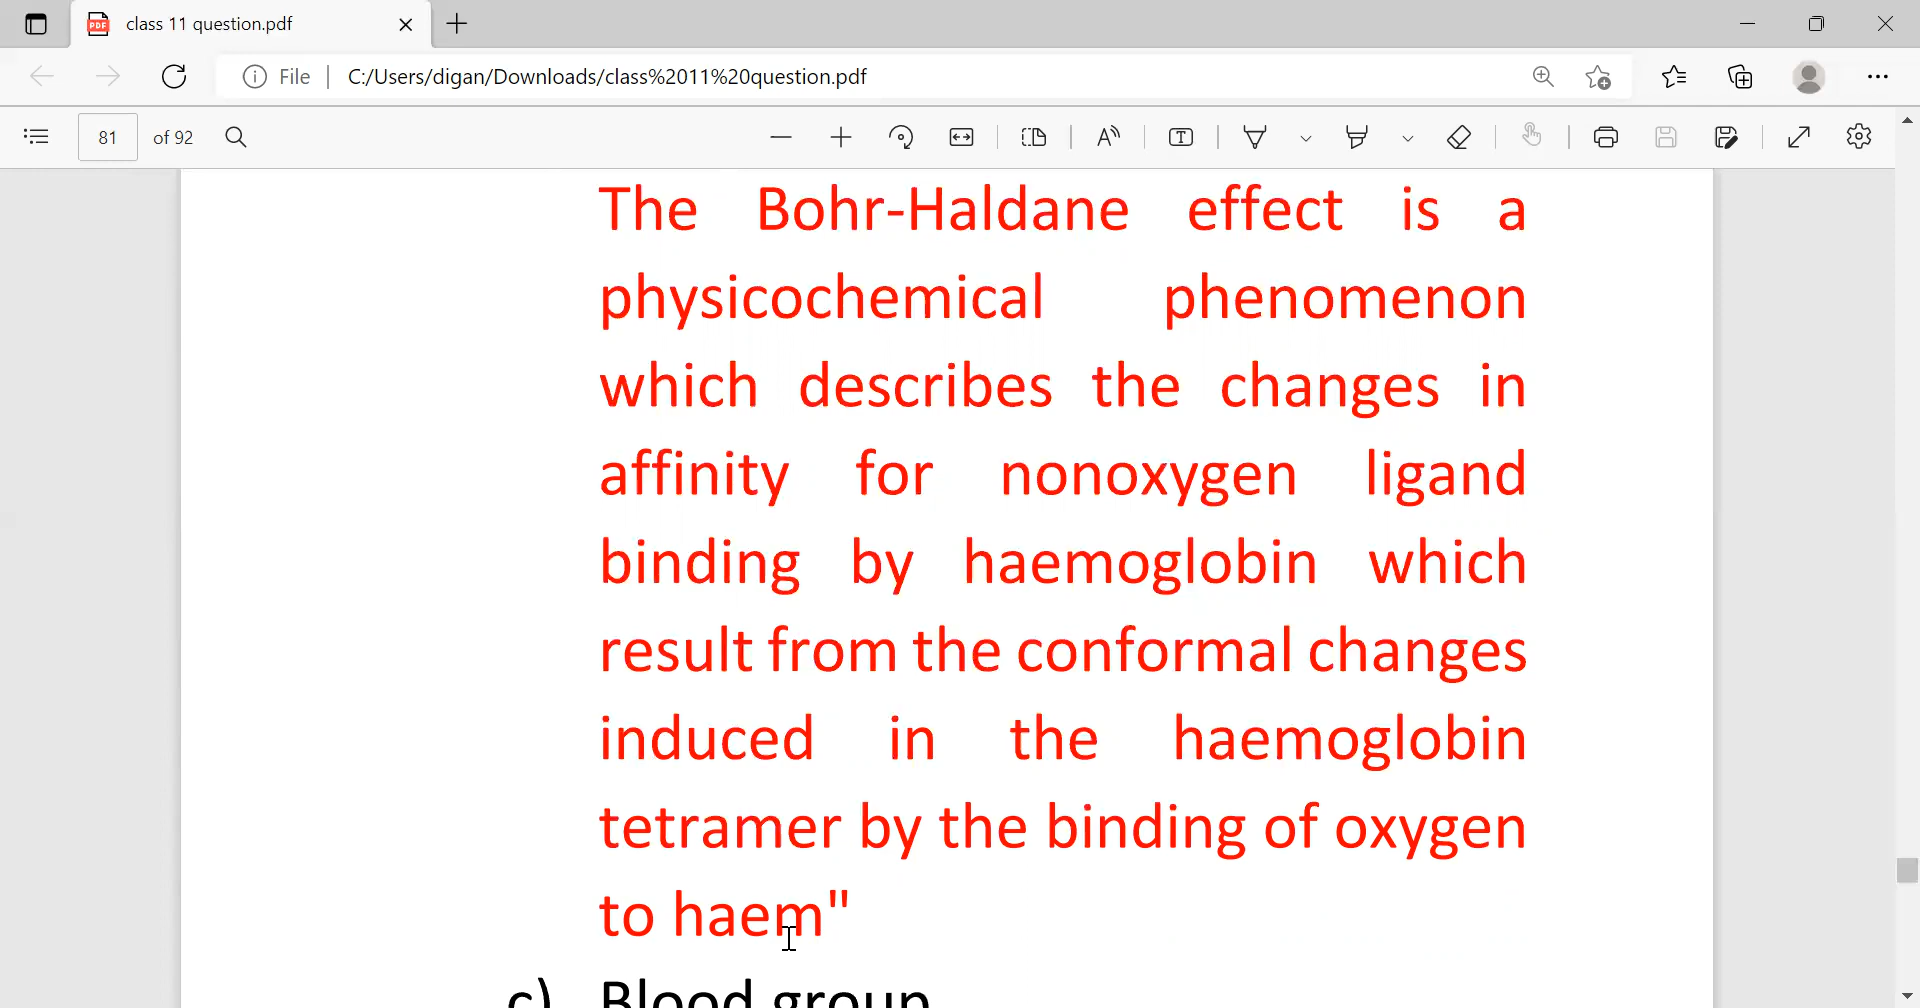 class 11 question.pdf
File
C:/Users/digan/Downloads/class%2011%20question.pdf
81 of 92
The Bohr-Haldane effect is a
physicochemical phenomenon
which describes the changes in
affinity for nonoxygen ligand
binding by haemoglobin which
result from the conformal changes
induced in the haemoglobin
tetramer by the binding of oxygen
to haem"
c) Blood group